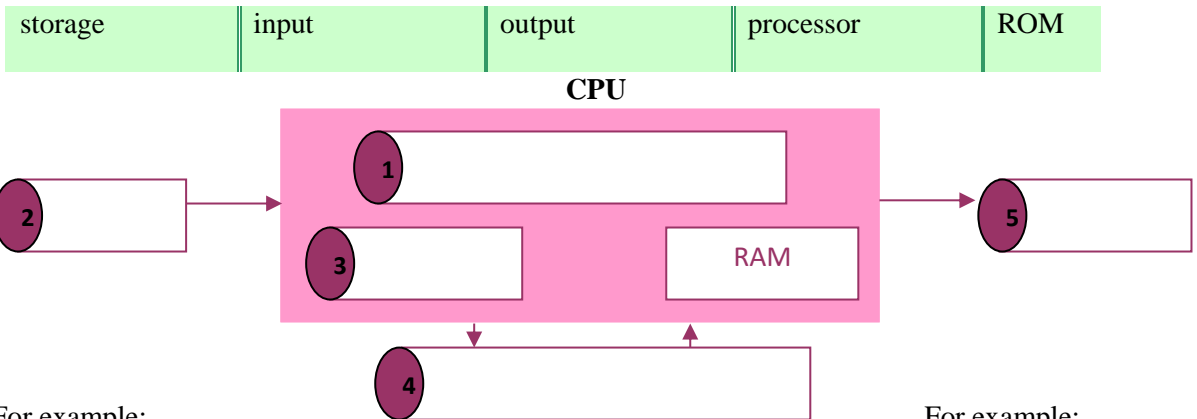 storage input output processor ROM
CPU
1
2
5
3
RAM
4
For example:
For example: